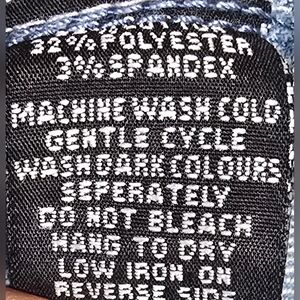 32% POLYESTER
3% SPANDEX
MACHINE WASH COLD
GENTLE CYCLE
WASH DARK COLOURS
SEPERATELY
DO NOT BLEACH
HANG TO DRY
LOW IRON ON
REVERSE SIDE